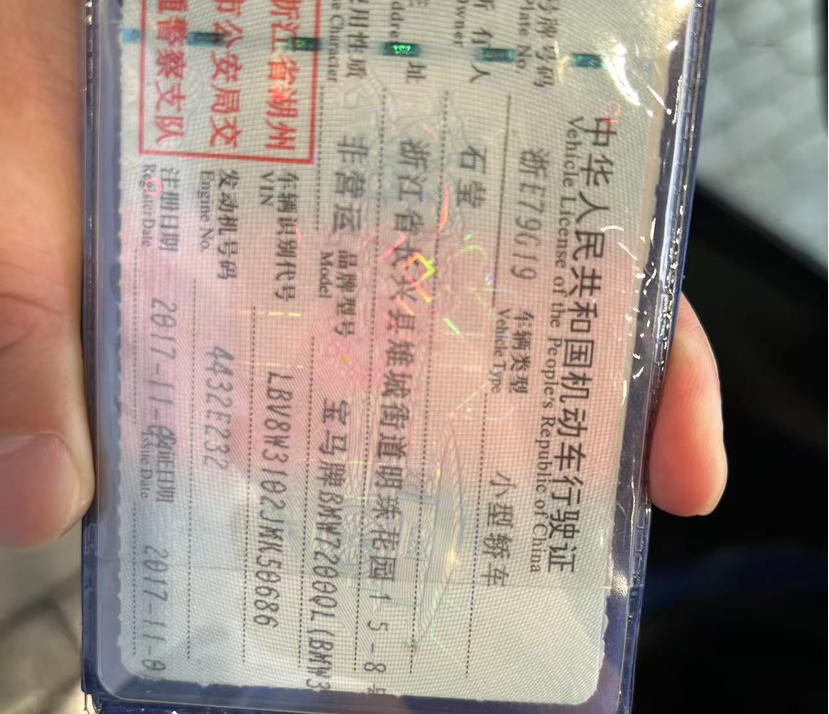 中华人民共和国机动车行驶证
Vehicle License of the People's Republic of China
号牌号码 浙E79G19 车辆类型 小型轿车
Plate No. Vehicle Type
所有人 石莹
Owner
住址 浙江省长兴县雉城街道明珠花园15-8
Address
使用性质 非营运 品牌型号 宝马牌BMW7200QL(BMW3
Use Character Model
浙江省湖州
市公安局交
通警察支队
车辆识别代号 LBV8W3102JMK50686
VIN
发动机号码 4432E232
Engine No.
注册日期 2017-11-0 发证日期 2017-11-0
Register Date Issue Date